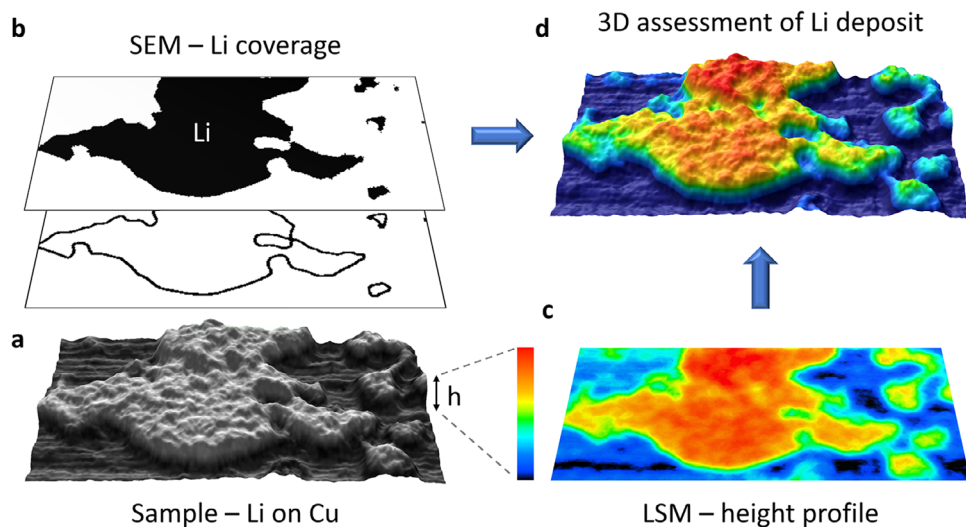 b
SEM – Li coverage
Li
a
h
Sample – Li on Cu
d
3D assessment of Li deposit
c
LSM – height profile